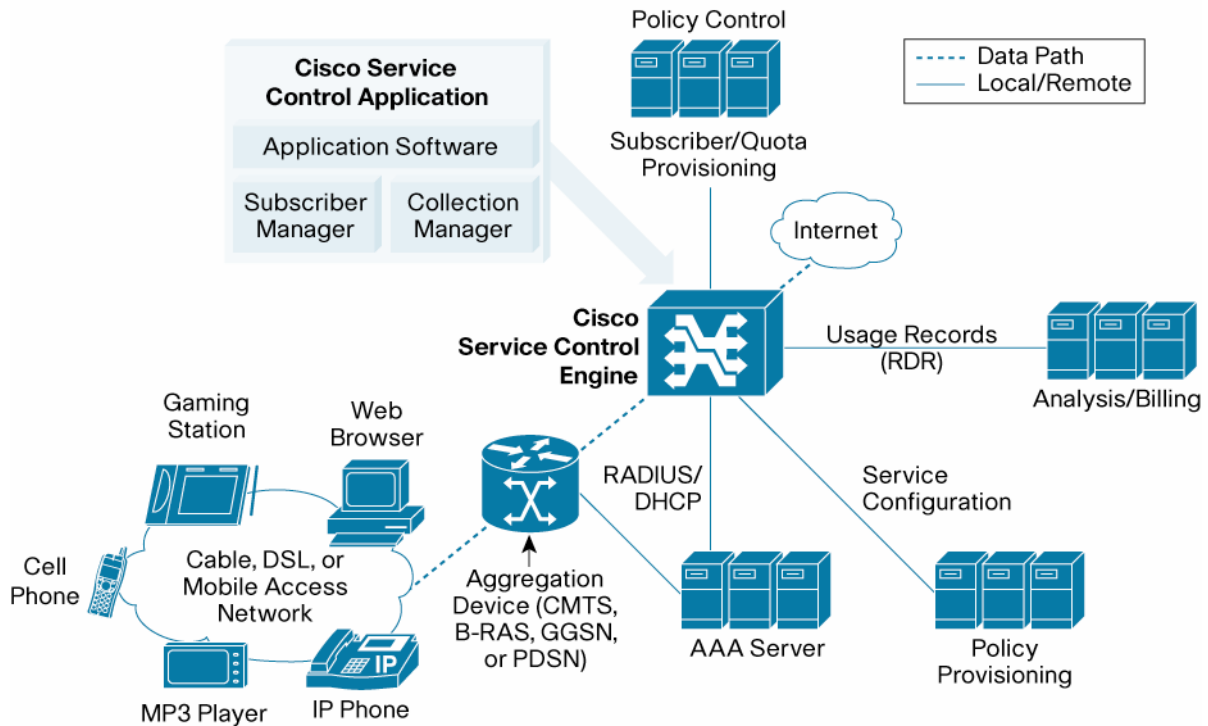 Policy Control
Data Path
Local/Remote
Cisco Service
Control Application
Application Software
Subscriber
Manager
Collection
Manager
Subscriber/Quota
Provisioning
Internet
Cisco
Service Control
Engine
Usage Records
(RDR)
Analysis/Billing
Gaming
Station
Web
Browser
RADIUS/
DHCP
Service
Configuration
Cell
Phone
Cable, DSL, or
Mobile Access
Network
Aggregation
Device (CMTS,
B-RAS, GGSN,
or PDSN)
AAA Server
Policy
Provisioning
IP
MP3 Player
IP Phone